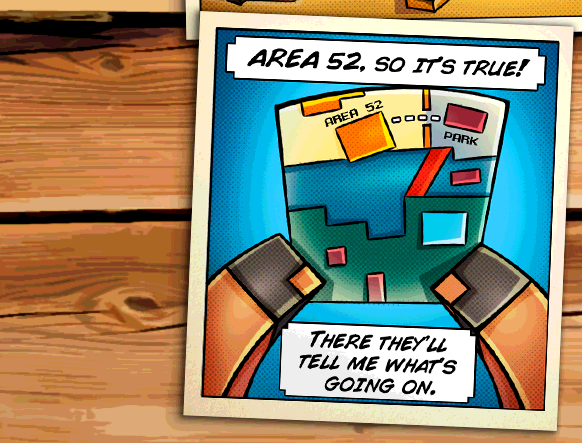 AREA 52, SO IT'S TRUE!
AREA 52
PARK
THERE THEY'LL
TELL ME WHAT'S
GOING ON.